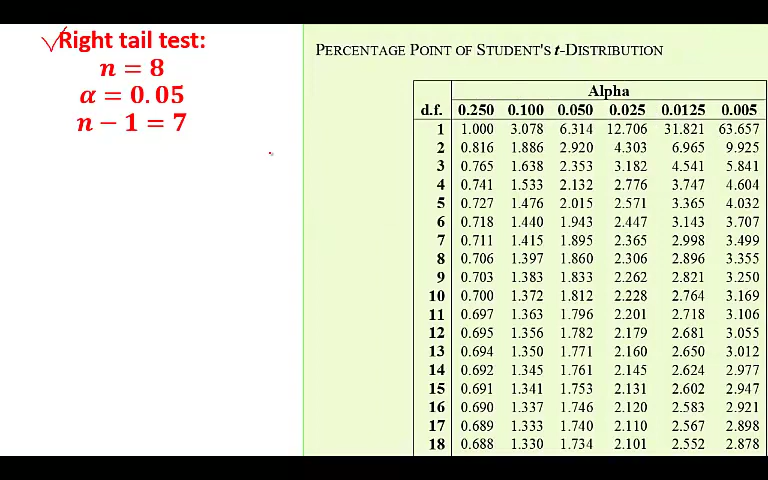 Right tail test:
n = 8
α = 0.05
n − 1 = 7
PERCENTAGE POINT OF STUDENT'S t-DISTRIBUTION
Alpha
d.f. 0.250 0.100 0.050 0.025 0.0125 0.005
1 1.000 3.078 6.314 12.706 31.821 63.657
2 0.816 1.886 2.920 4.303 6.965 9.925
3 0.765 1.638 2.353 3.182 4.541 5.841
4 0.741 1.533 2.132 2.776 3.747 4.604
5 0.727 1.476 2.015 2.571 3.365 4.032
6 0.718 1.440 1.943 2.447 3.143 3.707
7 0.711 1.415 1.895 2.365 2.998 3.499
8 0.706 1.397 1.860 2.306 2.896 3.355
9 0.703 1.383 1.833 2.262 2.821 3.250
10 0.700 1.372 1.812 2.228 2.764 3.169
11 0.697 1.363 1.796 2.201 2.718 3.106
12 0.695 1.356 1.782 2.179 2.681 3.055
13 0.694 1.350 1.771 2.160 2.650 3.012
14 0.692 1.345 1.761 2.145 2.624 2.977
15 0.691 1.341 1.753 2.131 2.602 2.947
16 0.690 1.337 1.746 2.120 2.583 2.921
17 0.689 1.333 1.740 2.110 2.567 2.898
18 0.688 1.330 1.734 2.101 2.552 2.878